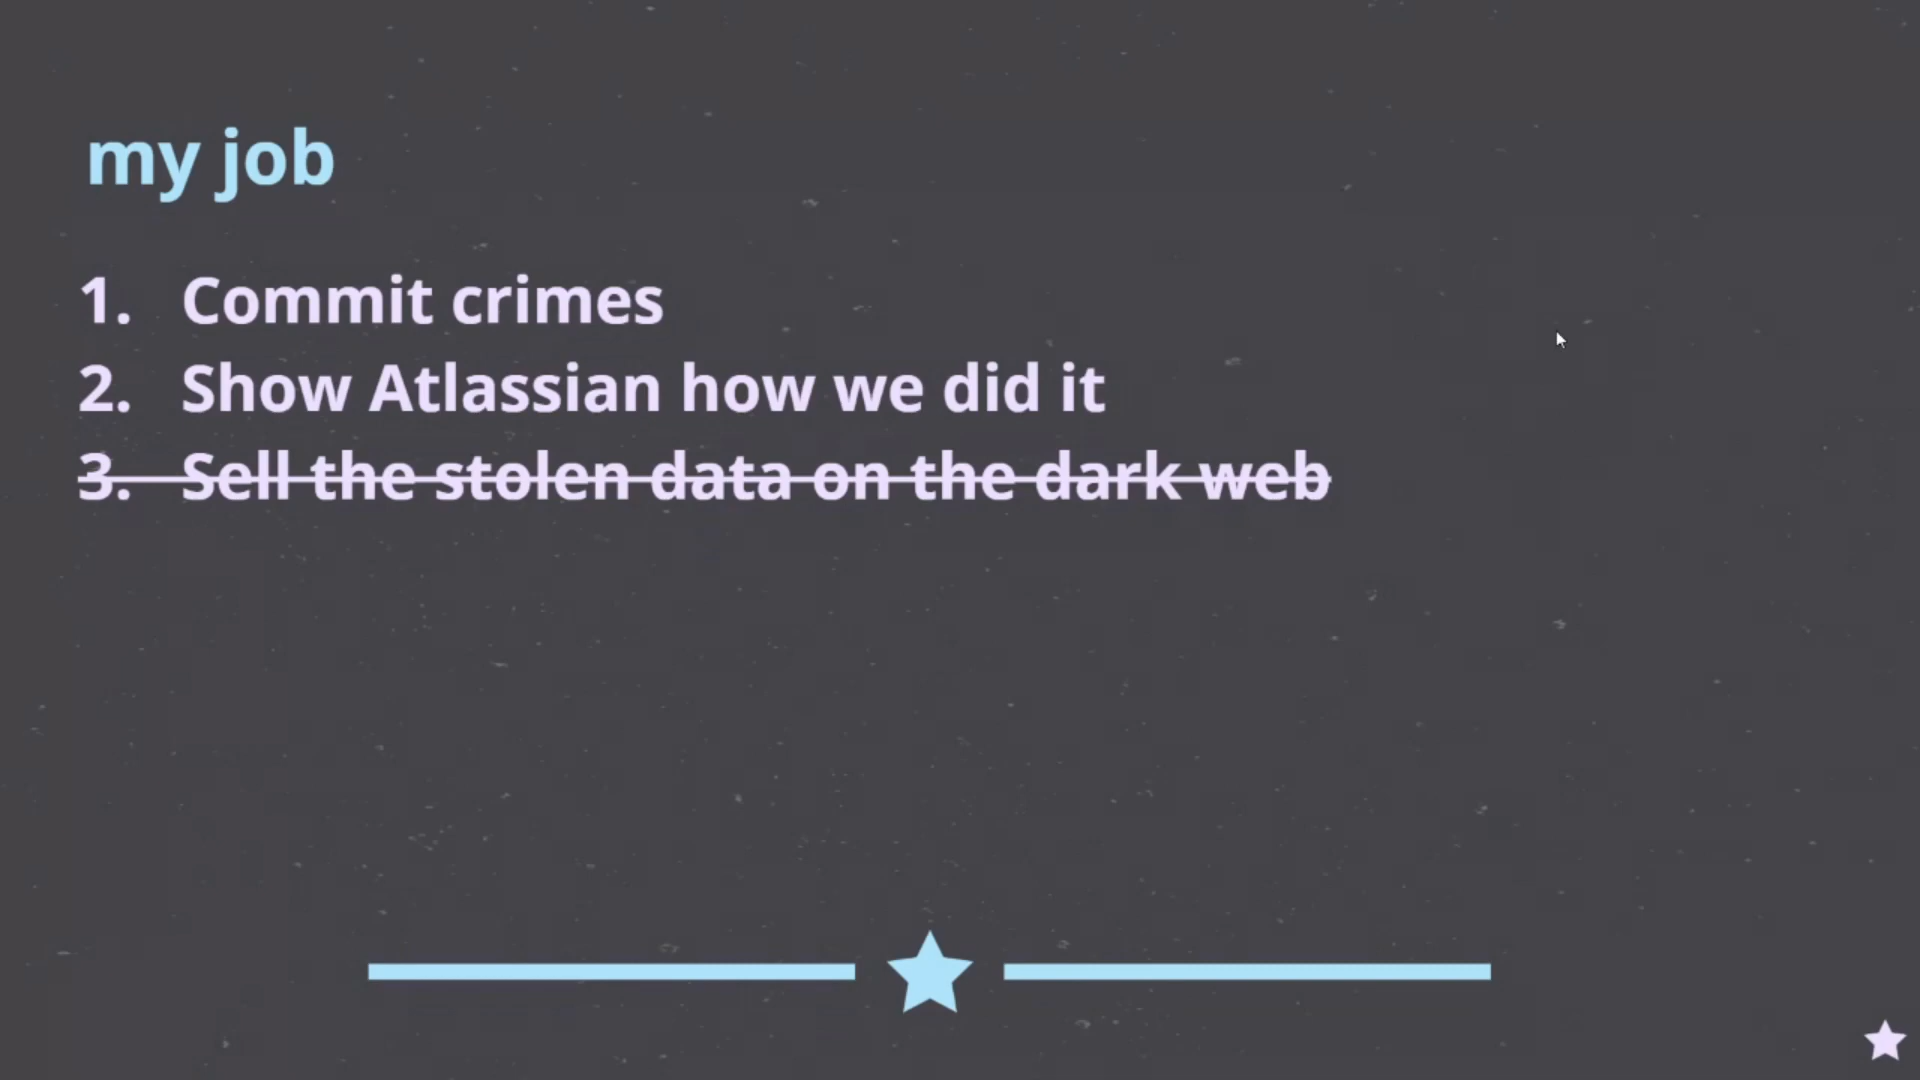 my job
1. Commit crimes
2. Show Atlassian how we did it
3. Sell the stolen data on the dark web